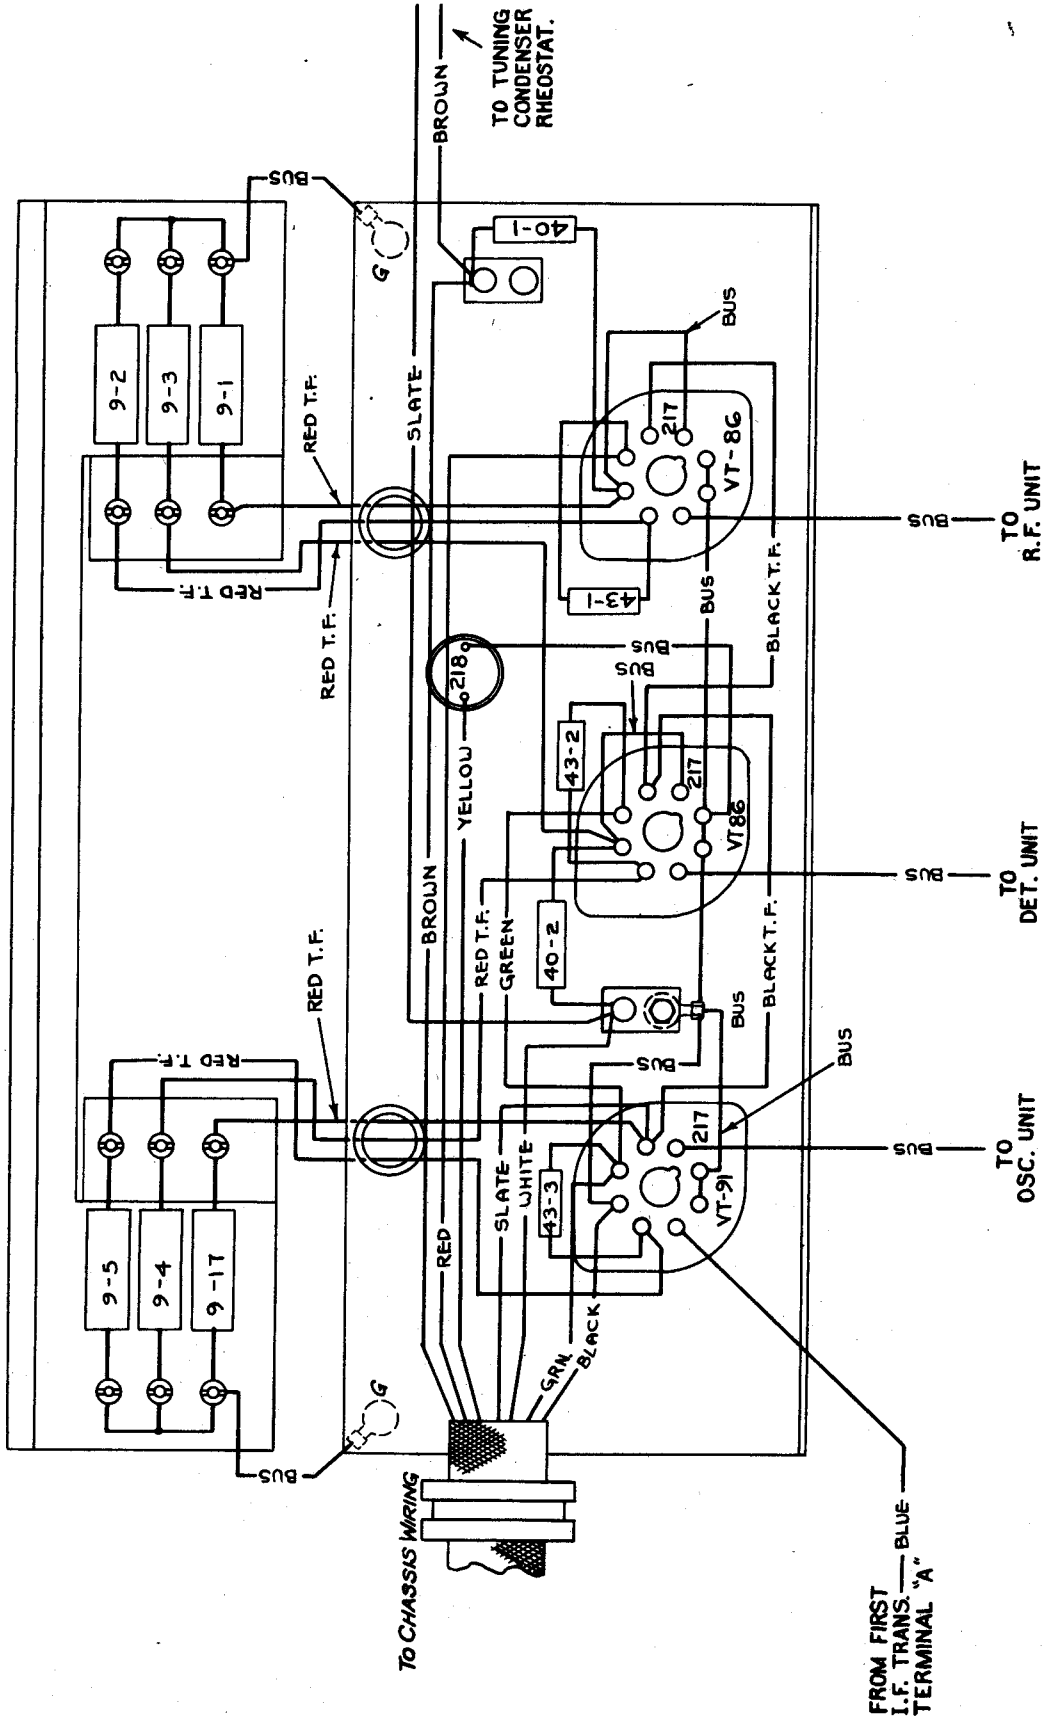 TO TUNING
CONDENSER
RHEOSTAT.
BROWN
BUS
9-2
9-3
9-1
G
40-1
SLATE
RED T.F.
BUS
217
VT-86
RED T.F.
RED T.F.
43-1
BUS
BUS
BLACK T.F.
TO
R.F. UNIT
218
BUS
BUS
YELLOW
43-2
217
VT86
BROWN
RED T.F.
GREEN
40-2
BUS
TO
DET. UNIT
BLACK T.F.
RED T.F.
RED T.F.
BUS
BUS
BUS
9-5
9-4
9-17
RED
SLATE
WHITE
43-3
217
VT-91
BUS
TO
OSC. UNIT
GRN.
BLACK
G
BUS
TO CHASSIS WIRING
FROM FIRST
I.F. TRANS. BLUE
TERMINAL "A"